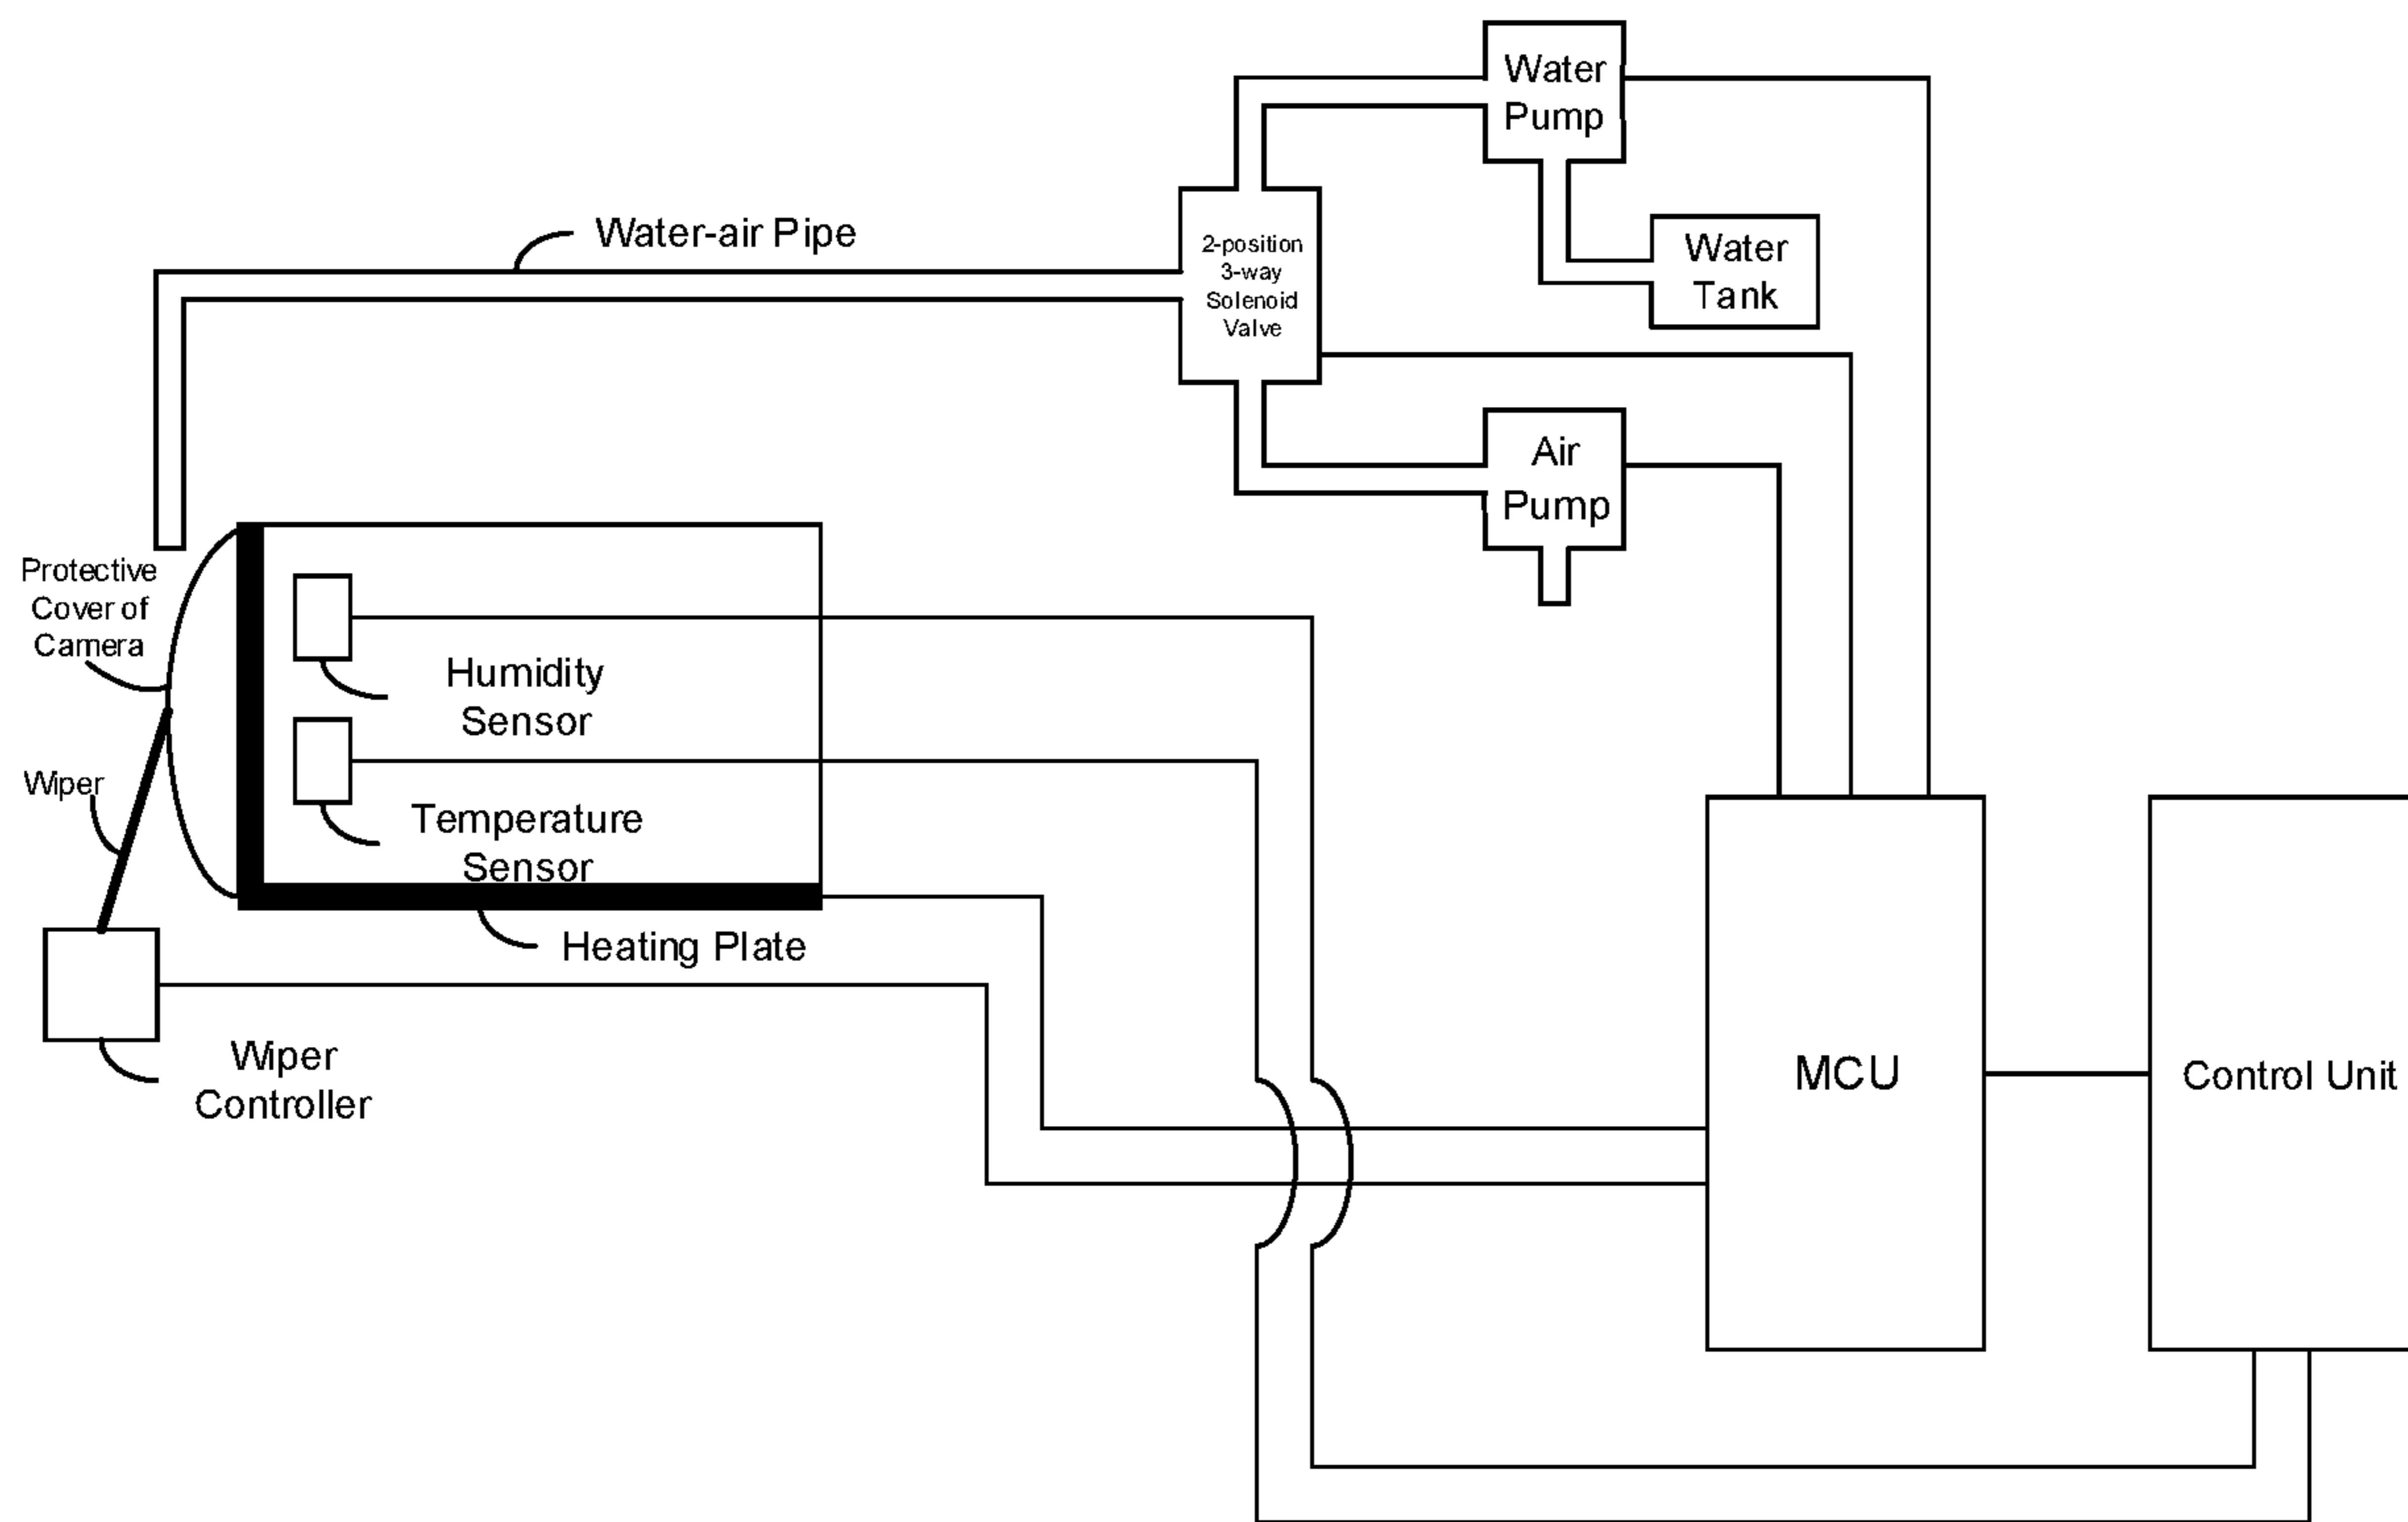 Water
Pump
Water-air Pipe
2-position
3-way
Solenoid
Valve
Water
Tank
Air
Pump
Protective
Cover of
Camera
Humidity
Sensor
Wiper
Temperature
Sensor
Heating Plate
Wiper
Controller
MCU
Control Unit